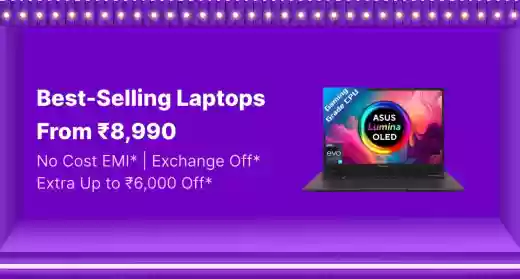 Best-Selling Laptops
From ₹8,990
No Cost EMI* | Exchange Off*
Extra Up to ₹6,000 Off*
Gaming
Grade CPU
ASUS
Lumina
OLED
evo